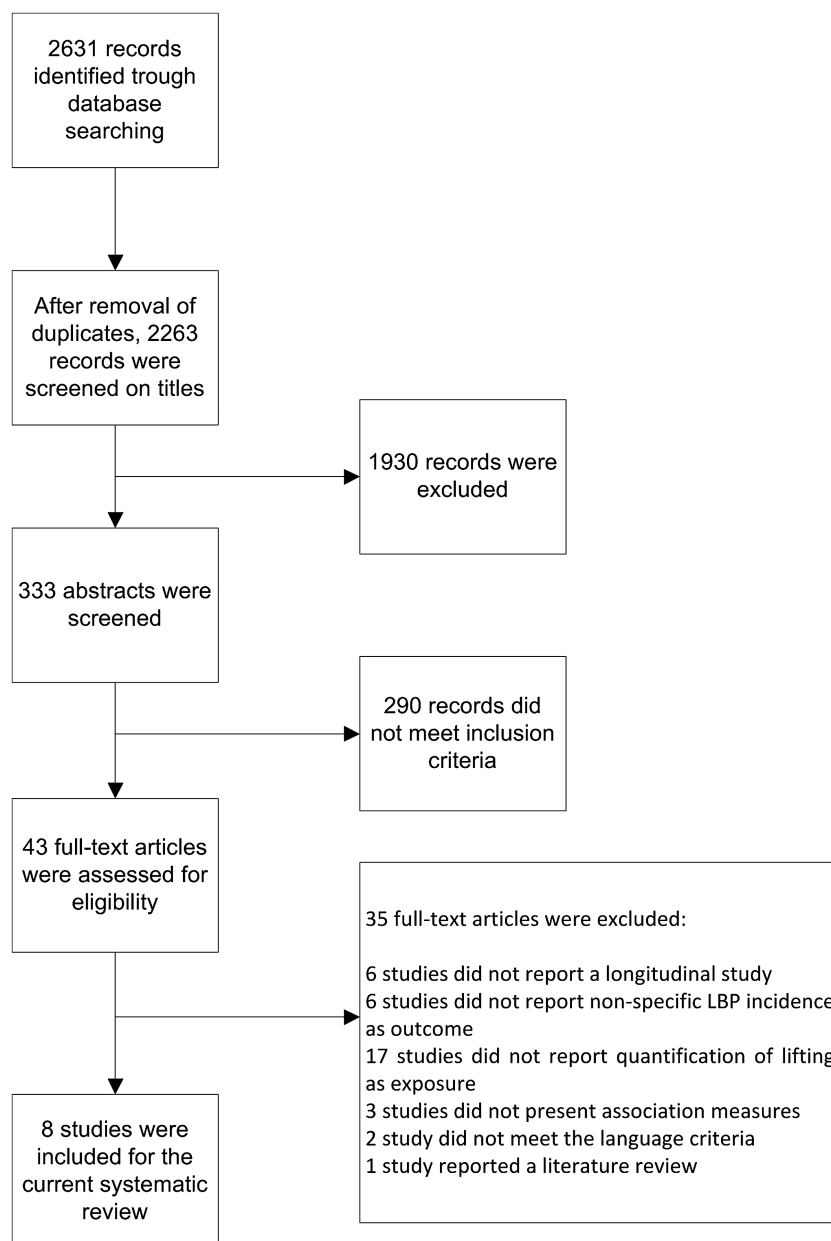 2631 records
identified trough
database
searching
After removal of
duplicates, 2263
records were
screened on titles
1930 records were
excluded
333 abstracts were
screened
290 records did
not meet inclusion
criteria
43 full-text articles
were assessed for
eligibility
35 full-text articles were excluded:
6 studies did not report a longitudinal study
6 studies did not report non-specific LBP incidence
as outcome
17 studies did not report quantification of lifting
as exposure
3 studies did not present association measures
2 study did not meet the language criteria
1 study reported a literature review
8 studies were
included for the
current systematic
review